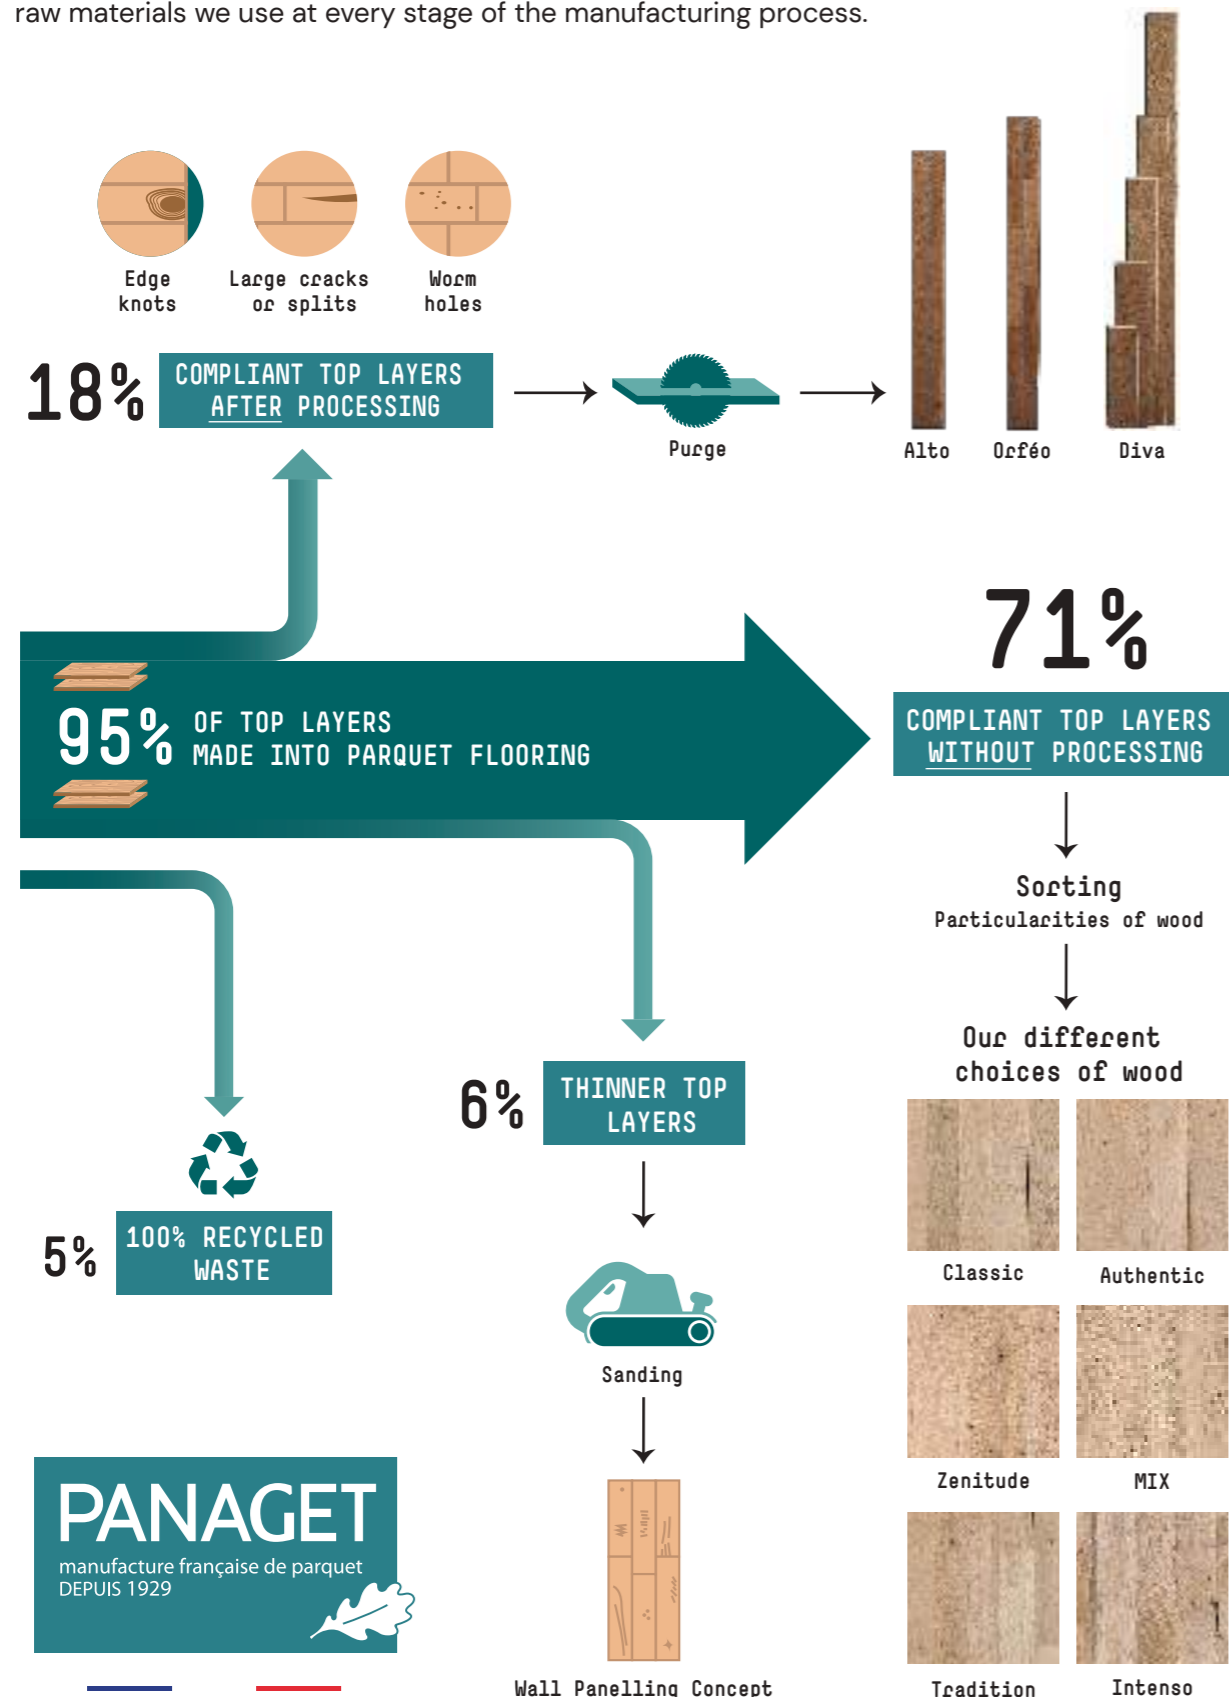 raw materials we use at every stage of the manufacturing process.
Edge
knots
Large cracks
or splits
Worm
holes
18%
COMPLIANT TOP LAYERS
AFTER PROCESSING
Purge
Alto
Orféo
Diva
95%
OF TOP LAYERS
MADE INTO PARQUET FLOORING
71%
COMPLIANT TOP LAYERS
WITHOUT PROCESSING
Sorting
Particularities of wood
Our different
choices of wood
Classic
Authentic
Zenitude
MIX
Tradition
Intenso
6%
THINNER TOP
LAYERS
Sanding
Wall Panelling Concept
5%
100% RECYCLED
WASTE
PANAGET
manufacture française de parquet
DEPUIS 1929